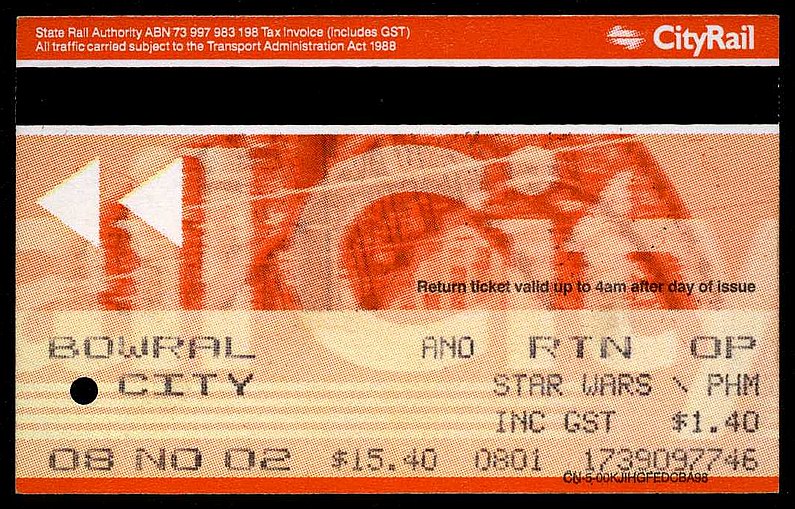 State Rail Authority ABN 73 997 983 198 Tax Invoice (includes GST)
All traffic carried subject to the Transport Administration Act 1988
CityRail
Return ticket valid up to 4am after day of issue
BOWRAL ANO RTN OP
CITY STAR WARS \ PHM
INC GST $1.40
08 NO 02 $15.40 0801 1739097746
CN-5-00KJIHGFEDCBA98